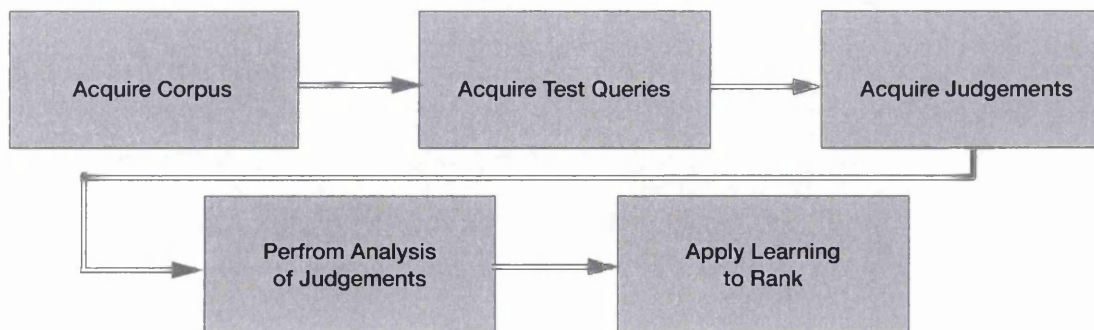 Acquire Corpus
Acquire Test Queries
Acquire Judgements
Perfrom Analysis
of Judgements
Apply Learning
to Rank